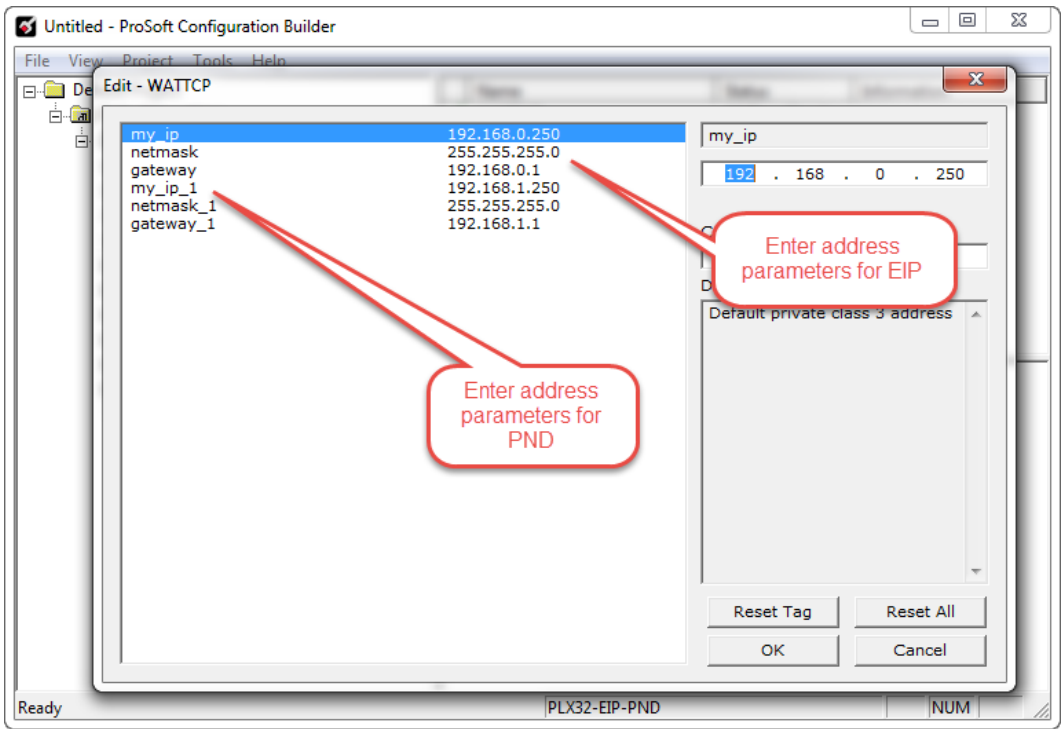 Untitled - ProSoft Configuration Builder
File View Project Tools Help
De
Edit - WATTCP
my_ip 192.168.0.250
netmask 255.255.255.0
gateway 192.168.0.1
my_ip_1 192.168.1.250
netmask_1 255.255.255.0
gateway_1 192.168.1.1
my_ip
192 . 168 . 0 . 250
Enter address
parameters for EIP
Default private class 3 address
Enter address
parameters for
PND
Reset Tag Reset All
OK Cancel
Ready PLX32-EIP-PND NUM